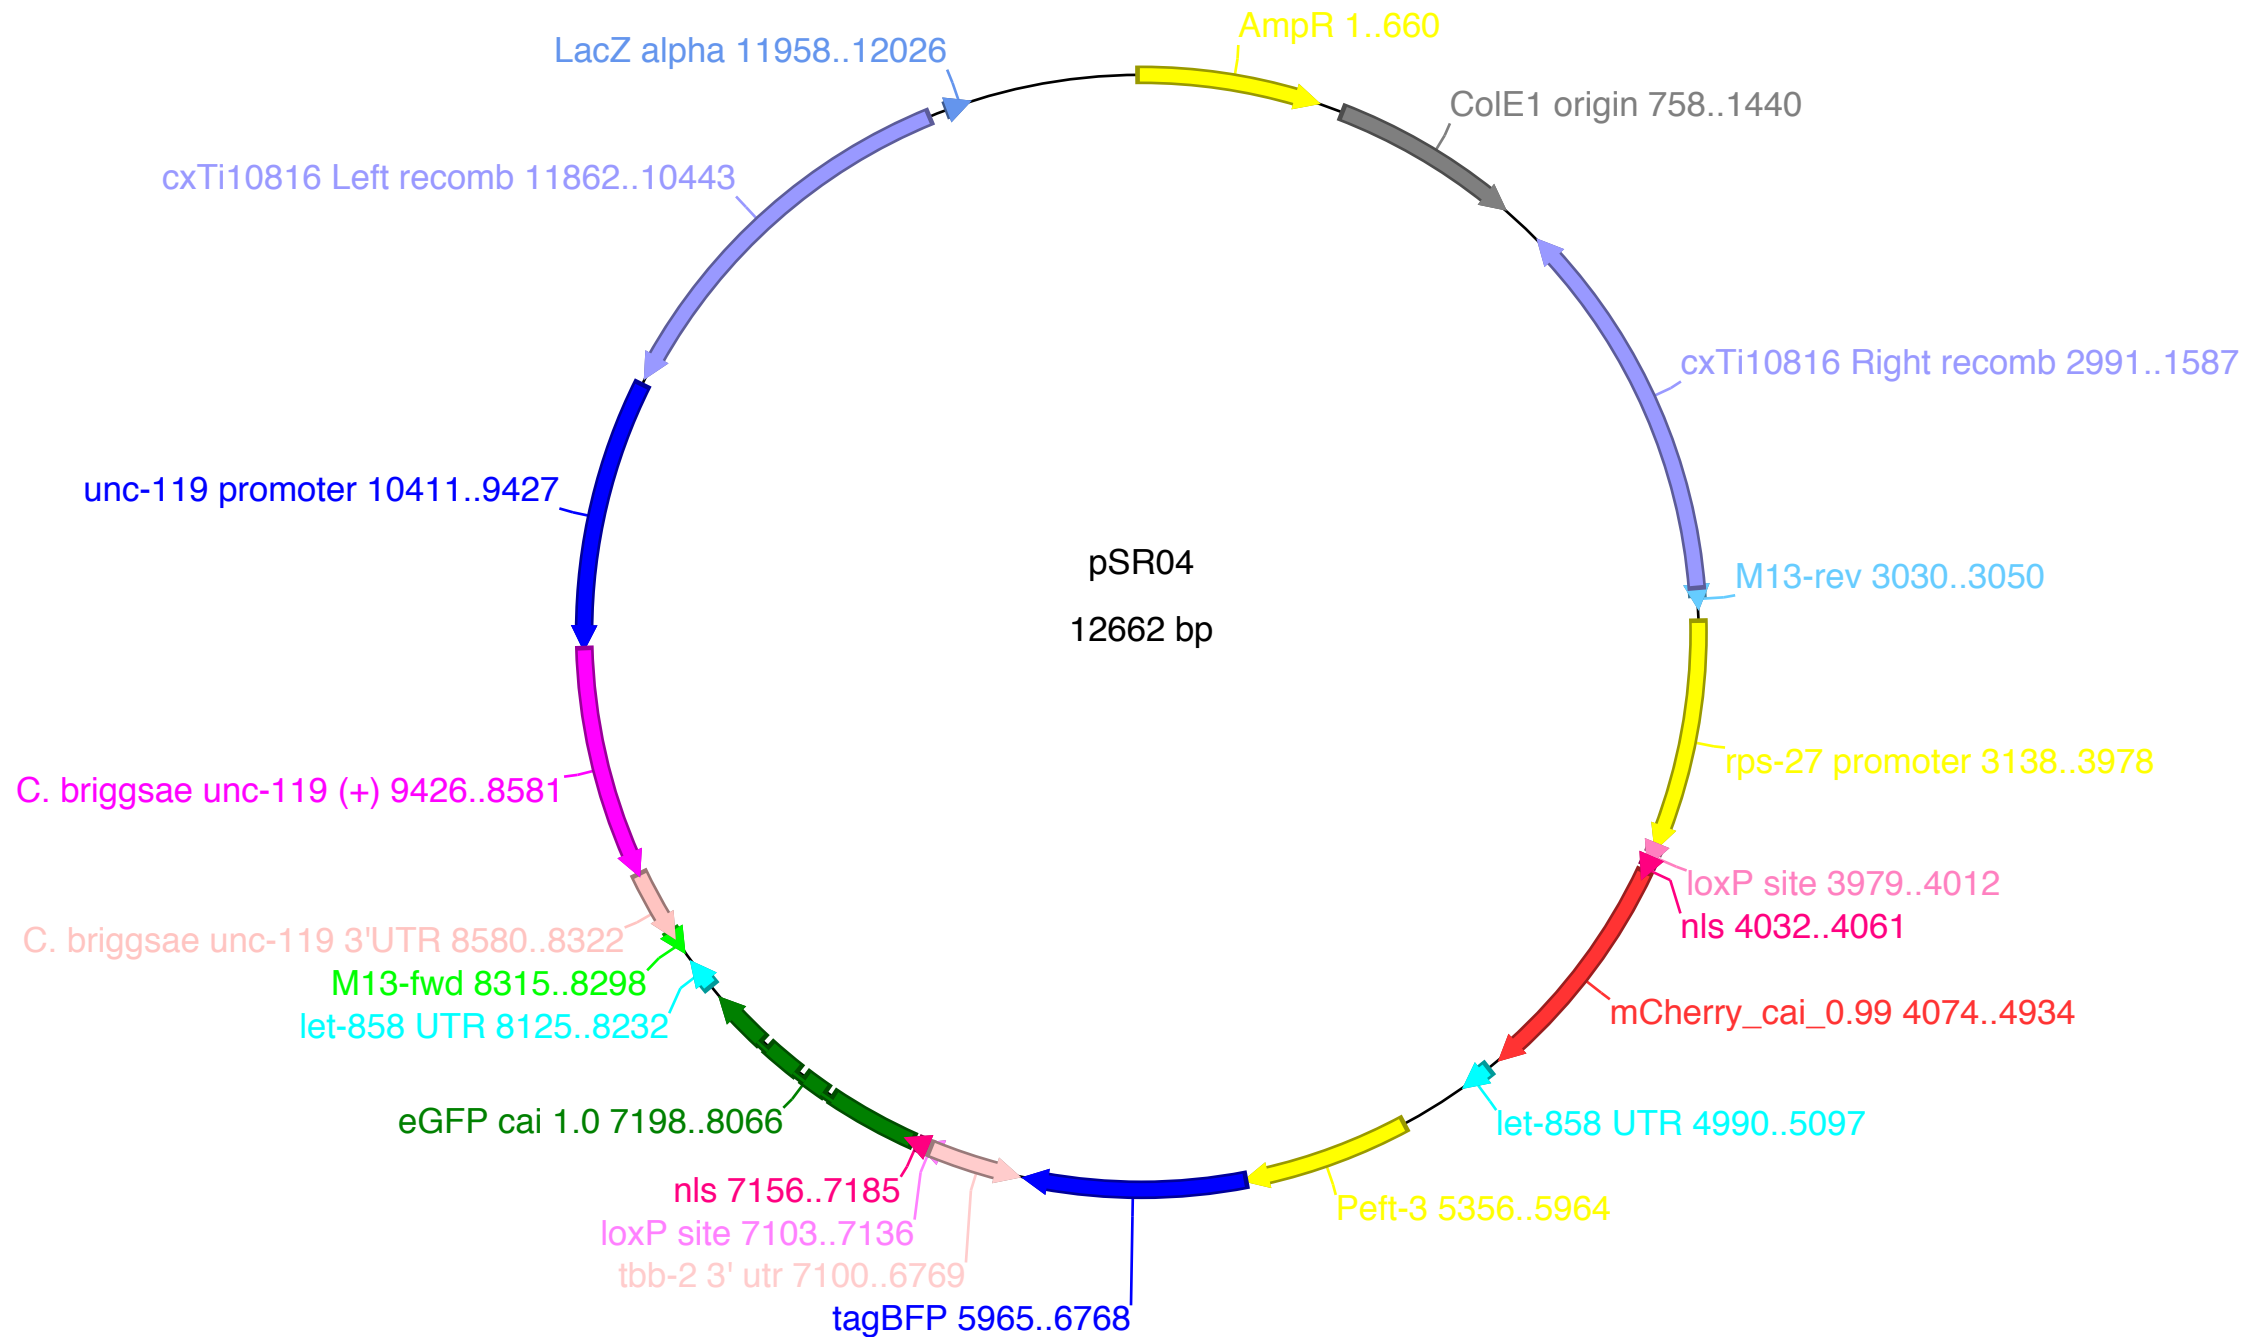 AmpR 1..660
LacZ alpha 11958..12026
ColE1 origin 758..1440
cxTi10816 Left recomb 11862..10443
cxTi10816 Right recomb 2991..1587
unc-119 promoter 10411..9427
pSR04
12662 bp
M13-rev 3030..3050
rps-27 promoter 3138..3978
C. briggsae unc-119 (+) 9426..8581
loxP site 3979..4012
nls 4032..4061
C. briggsae unc-119 3'UTR 8580..8322
M13-fwd 8315..8298
let-858 UTR 8125..8232
mCherry_cai_0.99 4074..4934
eGFP cai 1.0 7198..8066
let-858 UTR 4990..5097
nls 7156..7185
Peft-3 5356..5964
loxP site 7103..7136
tbb-2 3' utr 7100..6769
tagBFP 5965..6768